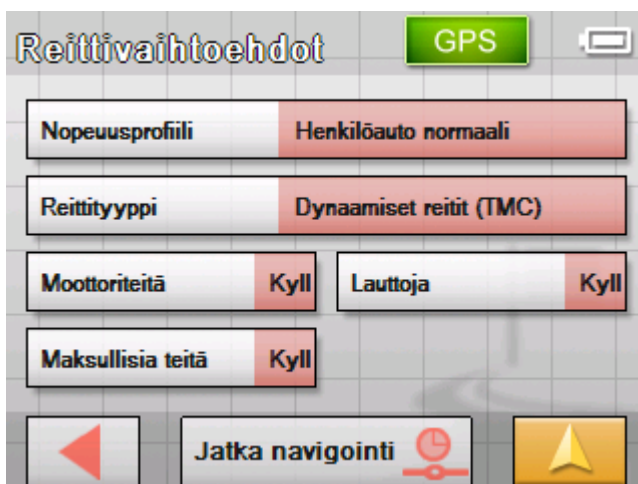 Reittivaihtoehdot GPS
Nopeusprofiili Henkilöauto normaali
Reittityyppi Dynaamiset reitit (TMC)
Moottoriteitä Kyll Lauttoja Kyll
Maksullisia teitä Kyll
Jatka navigointi